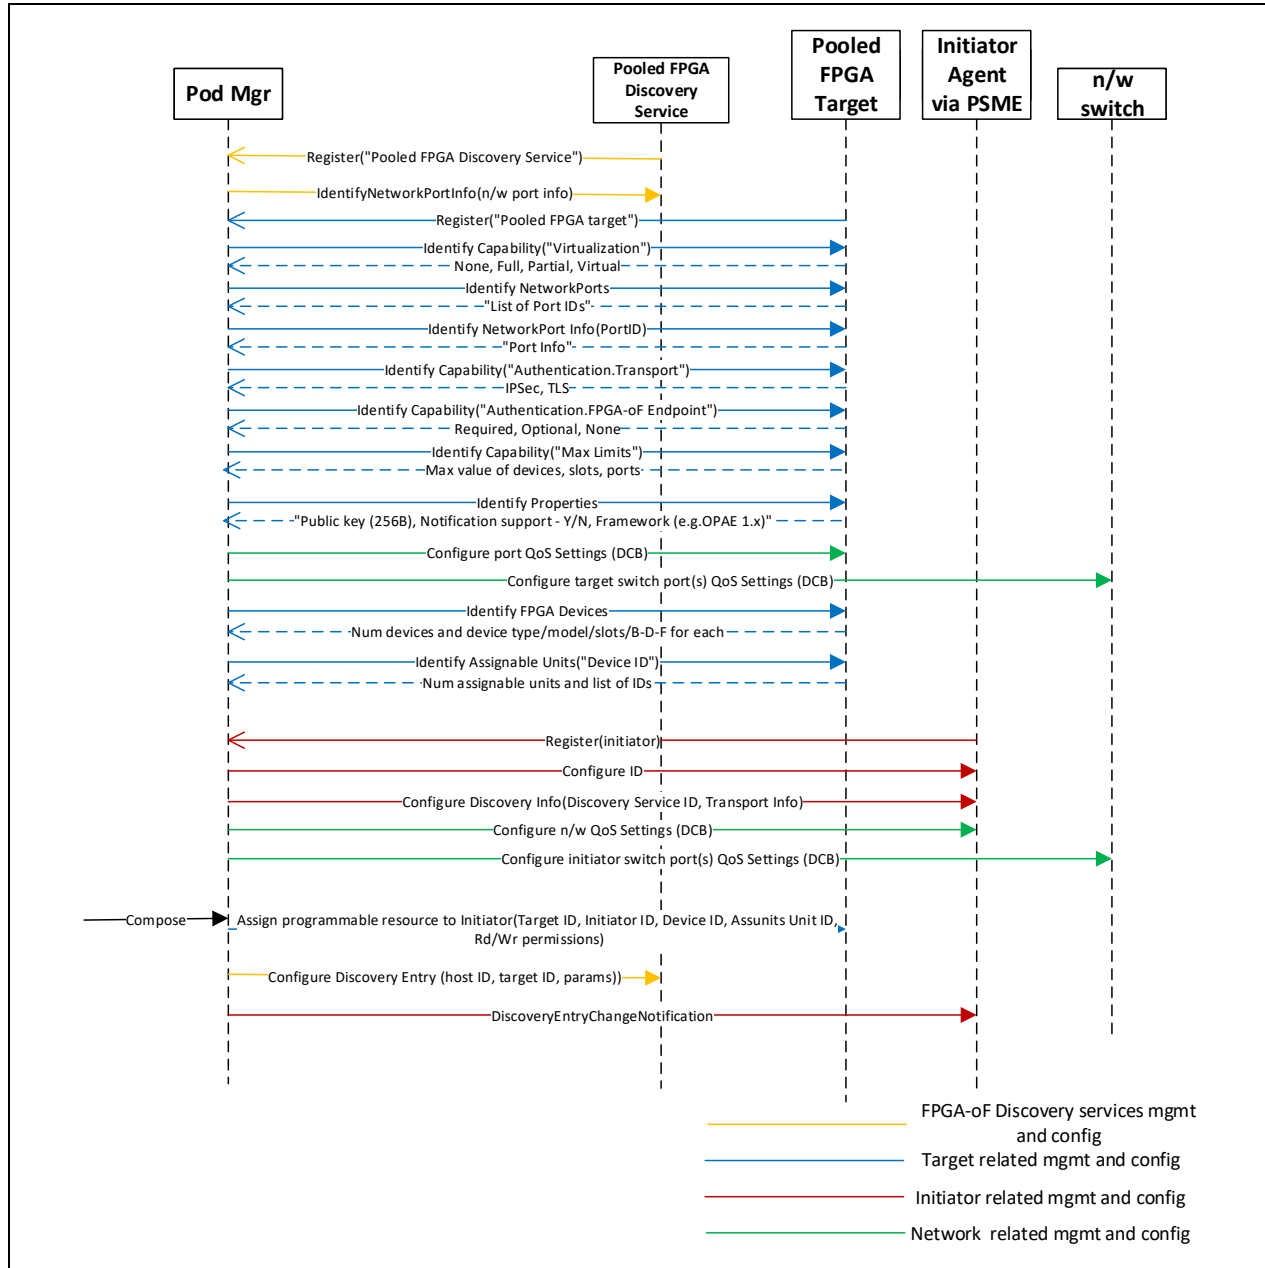 Pod Mgr
Pooled FPGA
Discovery
Service
Pooled
FPGA
Target
Initiator
Agent
via PSME
n/w
switch
Register("Pooled FPGA Discovery Service")
IdentifyNetworkPortInfo(n/w port info)
Register("Pooled FPGA target")
Identify Capability("Virtualization")
None, Full, Partial, Virtual
Identify NetworkPorts
"List of Port IDs"
Identify NetworkPort Info(PortID)
"Port Info"
Identify Capability("Authentication.Transport")
IPSec, TLS
Identify Capability("Authentication.FPGA-oF Endpoint")
Required, Optional, None
Identify Capability("Max Limits")
Max value of devices, slots, ports
Identify Properties
"Public key (256B), Notification support - Y/N, Framework (e.g.OPAE 1.x)"
Configure port QoS Settings (DCB)
Configure target switch port(s) QoS Settings (DCB)
Identify FPGA Devices
Num devices and device type/model/slots/B-D-F for each
Identify Assignable Units("Device ID")
Num assignable units and list of IDs
Register(initiator)
Configure ID
Configure Discovery Info(Discovery Service ID, Transport Info)
Configure n/w QoS Settings (DCB)
Configure initiator switch port(s) QoS Settings (DCB)
Compose
Assign programmable resource to Initiator(Target ID, Initiator ID, Device ID, Assunits Unit ID,
Rd/Wr permissions)
Configure Discovery Entry (host ID, target ID, params))
DiscoveryEntryChangeNotification
FPGA-oF Discovery services mgmt
and config
Target related mgmt and config
Initiator related mgmt and config
Network  related mgmt and config